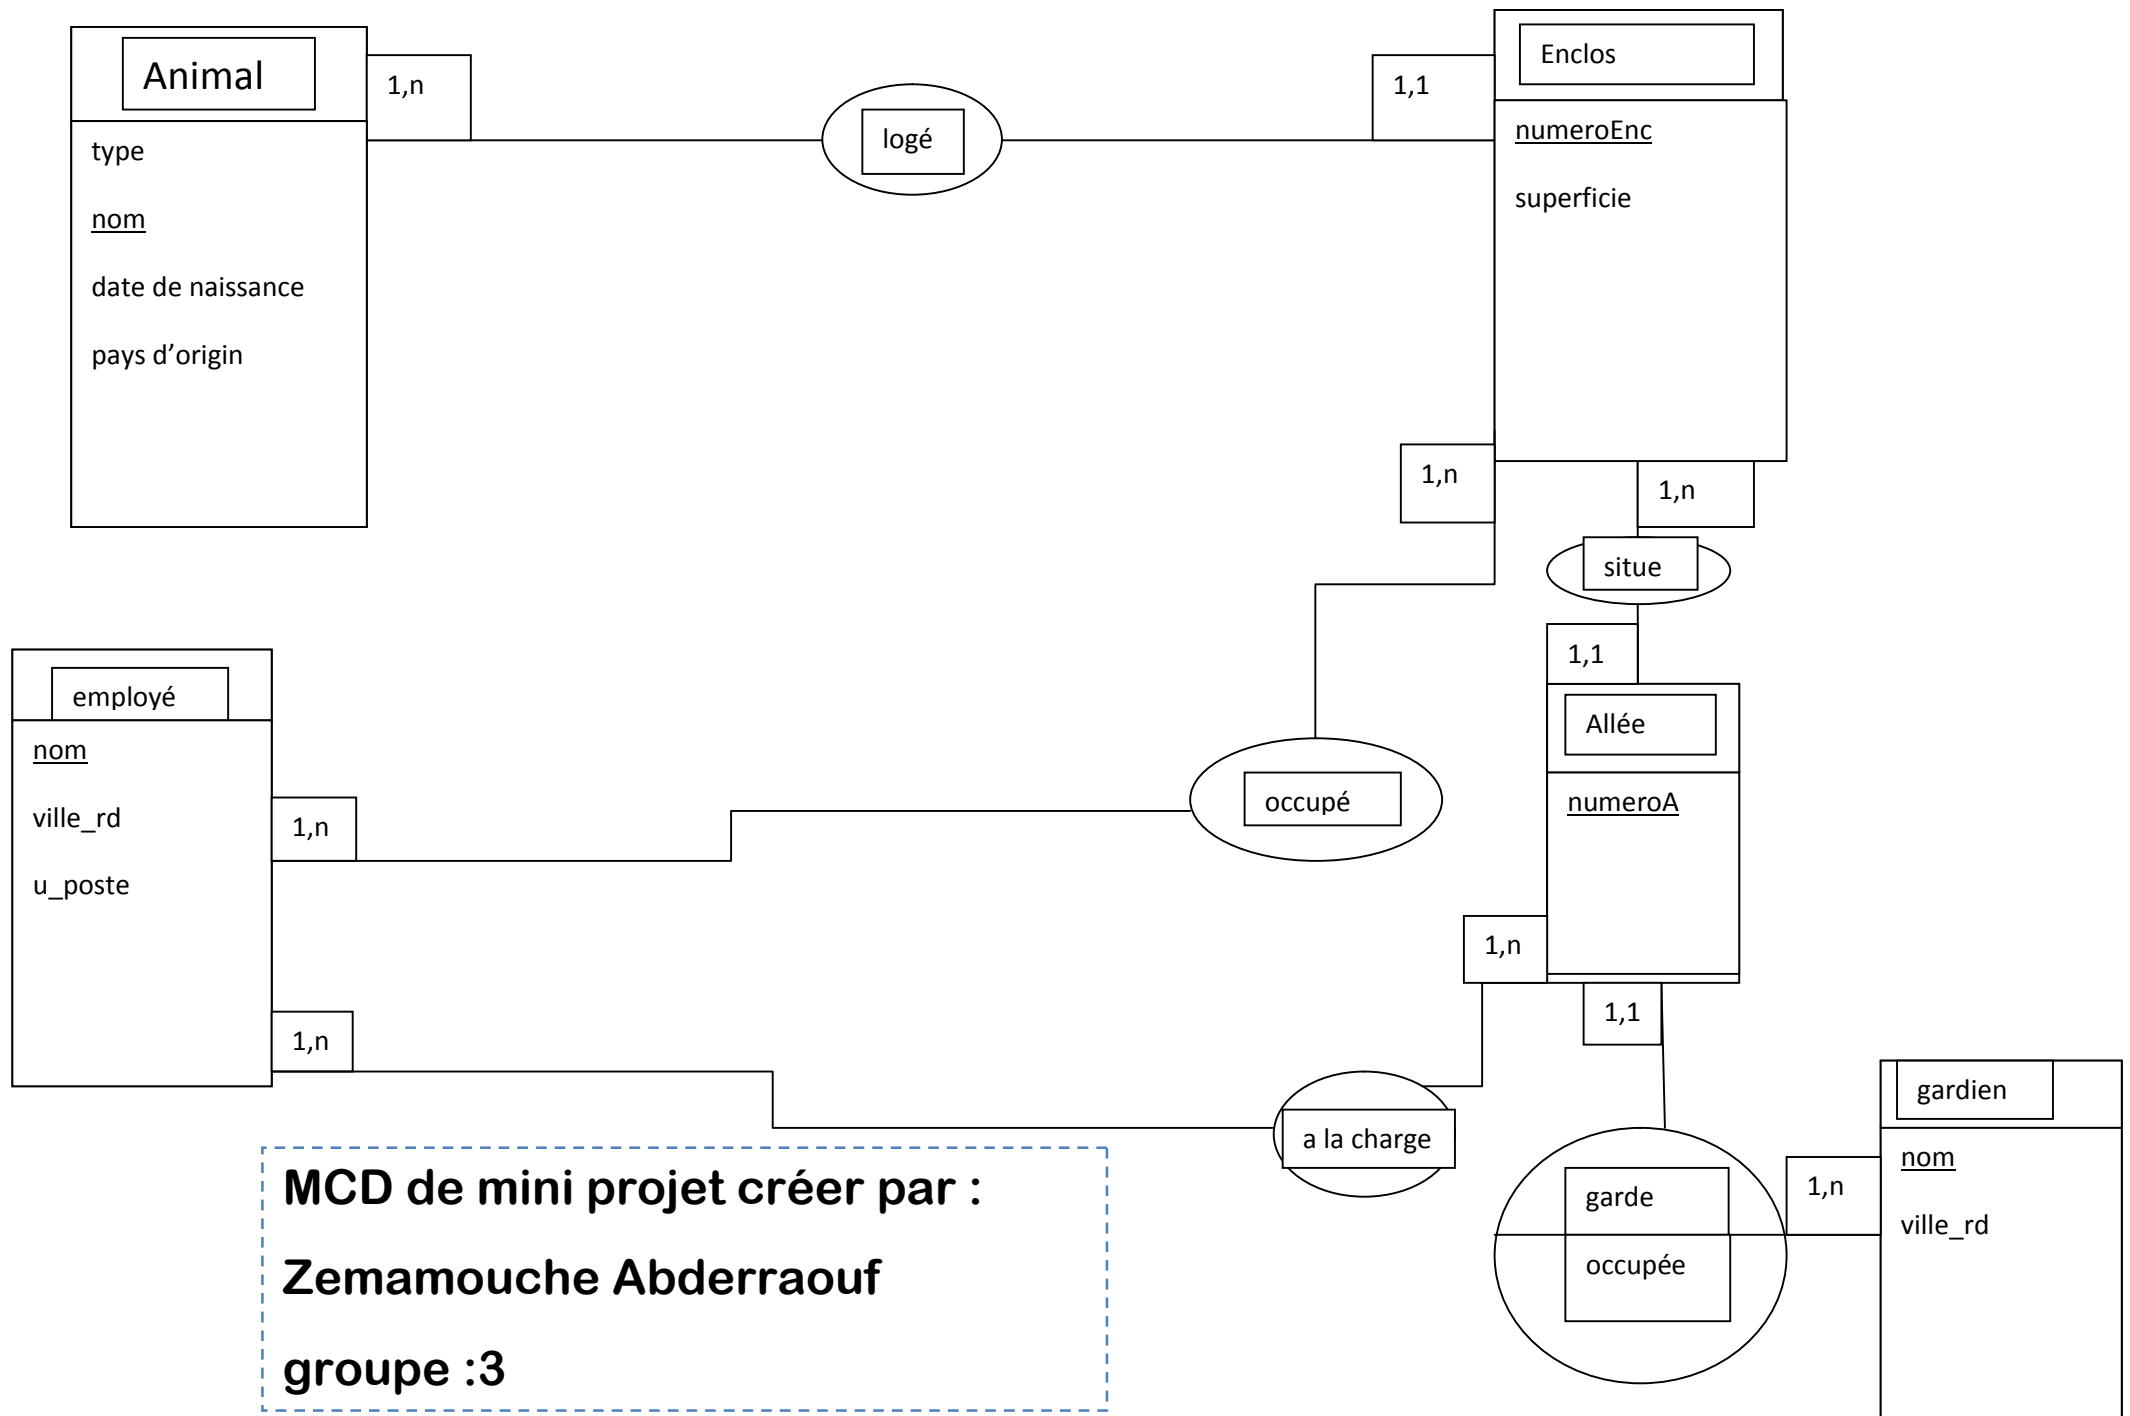 Animal
1,n
type
nom
date de naissance
pays d’origin
logé
1,1
Enclos
numeroEnc
superficie
1,n
1,n
situe
1,1
Allée
numeroA
employé
nom
ville_rd
u_poste
1,n
occupé
1,n
1,n
a la charge
1,1
garde
occupée
1,n
gardien
nom
ville_rd
MCD de mini projet créer par :
Zemamouche Abderraouf
groupe :3